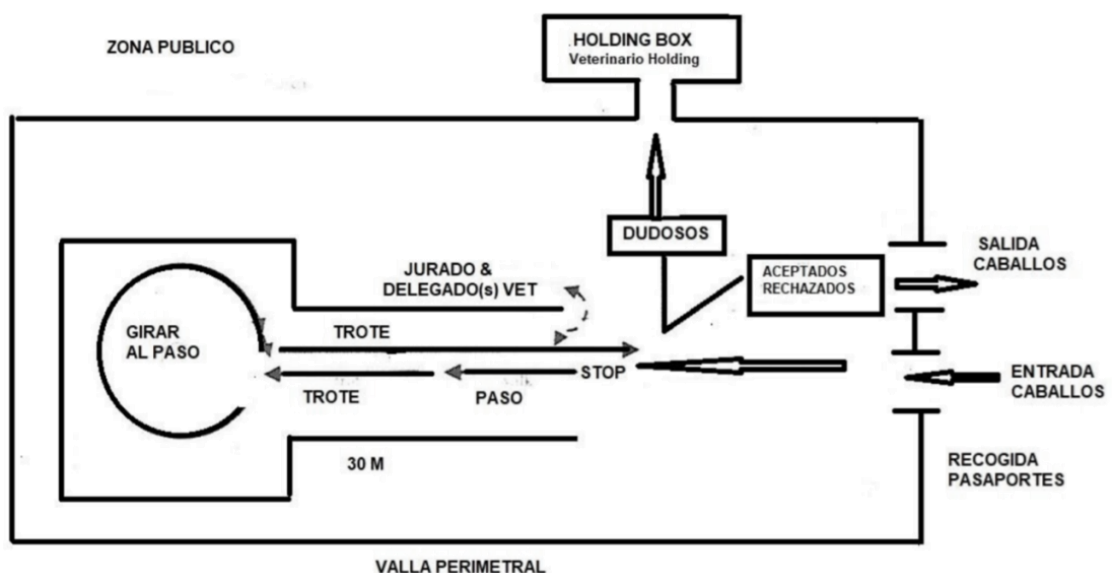 ZONA PUBLICO
HOLDING BOX
Veterinario Holding
DUDOSOS
JURADO &
DELEGADO(s) VET
ACEPTADOS
RECHAZADOS
SALIDA
CABALLOS
GIRAR
AL PASO
TROTE
STOP
TROTE
PASO
ENTRADA
CABALLOS
30 M
RECOGIDA
PASAPORTES
VALLA PERIMETRAL